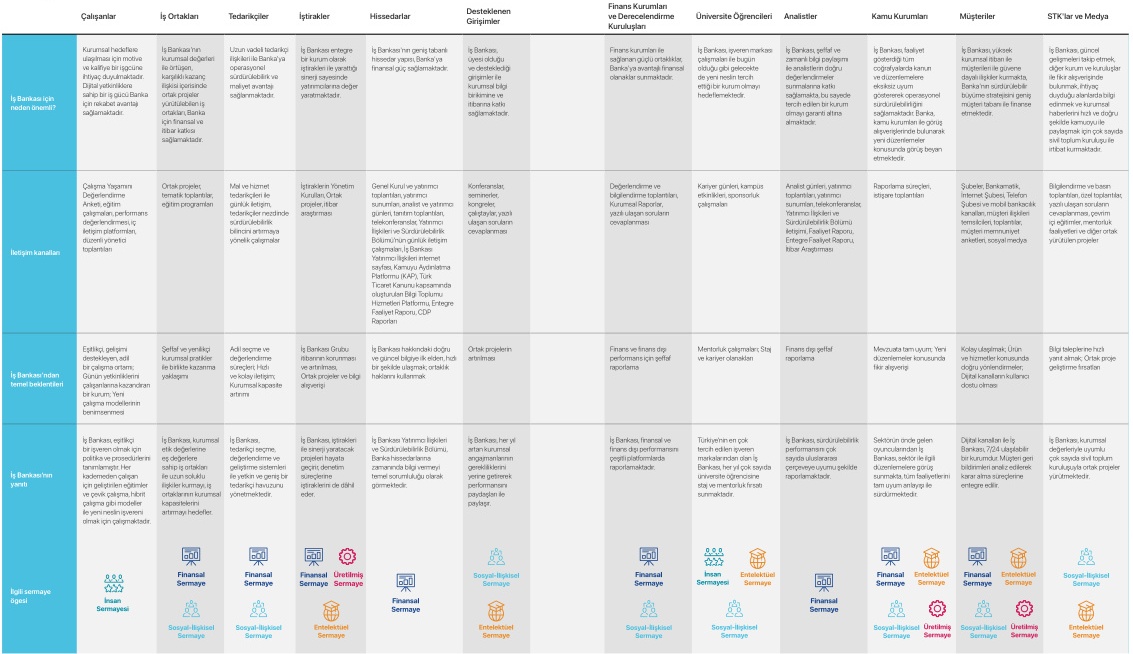 Çalışanlar
İş Ortakları
Tedarikçiler
İştirakler
Hissedarlar
Desteklenen
Girişimler
Finans Kurumları
ve Derecelendirme
Kuruluşları
Üniversite Öğrencileri
Analistler
Kamu Kurumları
Müşteriler
STK'lar ve Medya
İş Bankası için
neden önemli?
Kurumsal hedeflere
ulaşılması için motive
ve kalifiye bir işgücüne
ihtiyaç duyulmaktadır.
Dijital yetkinliklere
sahip bir iş gücü Banka
için rekabet avantajı
sağlamaktadır.
İş Bankası'nın
kurumsal değerleri
ile örtüşen,
karşılıklı kazanç
ilişkisi içerisinde
ortak projeler
yürütülebilen iş
ortakları, Banka
için finansal ve
itibar katkısı
sağlamaktadır.
Uzun vadeli tedarikçi
ilişkileri ile Banka'ya
operasyonel
sürdürülebilirlik ve
maliyet avantajı
sağlanmaktadır.
İş Bankası entegre
bir kurum olarak
iştirakleri ile yarattığı
sinerji sayesinde
yatırımcılarına değer
yaratmaktadır.
İş Bankası'nın geniş tabanlı
hissedar yapısı, Banka'ya
finansal güç sağlamaktadır.
İş Bankası,
üyesi olduğu
ve desteklediği
girişimler ile
kurumsal bilgi
birikimine ve
itibarına katkı
sağlamaktadır.
Finans kurumları ile
sağlanan güçlü ortaklıklar,
Banka'ya avantajlı finansal
olanaklar sunmaktadır.
İş Bankası, işveren markası
çalışmaları ile bugün
olduğu gibi gelecekte
de yeni neslin tercih
ettiği bir kurum olmayı
hedeflemektedir.
İş Bankası, şeffaf ve
zamanlı bilgi paylaşımı
ile analistlerin doğru
değerlendirmeler
sunmalarına katkı
sağlamakta, bu sayede
tercih edilen bir kurum
olmayı garanti altına
almaktadır.
İş Bankası, faaliyet
gösterdiği tüm
coğrafyalarda kanun
ve düzenlemelere
eksiksiz uyum
göstererek operasyonel
sürdürülebilirliğini
sağlamaktadır. Banka,
kamu kurumları ile görüş
alışverişlerinde bulunarak
yeni düzenlemeler
konusunda görüş beyan
etmektedir.
İş Bankası, yüksek
kurumsal itibarı ile
müşterileri ile güvene
dayalı ilişkiler kurmakta,
Banka'nın sürdürülebilir
büyüme stratejisini geniş
müşteri tabanı ile finanse
etmektedir.
İş Bankası, güncel
gelişmeleri takip etmek,
diğer kurum ve kuruluşlar
ile fikir alışverişinde
bulunmak, ihtiyaç
duyduğu alanlarda bilgi
edinmek ve kurumsal
haberlerini hızlı ve doğru
şekilde kamuoyu ile
paylaşmak için çok sayıda
sivil toplum kuruluşu ile
irtibat kurmaktadır.
İletişim kanalları
Çalışma Yaşamını
Değerlendirme
Anketi, eğitim
çalışmaları, performans
değerlendirmesi, iç
iletişim platformları,
düzenli yönetici
toplantıları
Ortak projeler,
tematik toplantılar,
eğitim programları
Mal ve hizmet
tedarikçileri ile
günlük iletişim,
tedarikçiler nezdinde
sürdürülebilirlik
bilincini artırmaya
yönelik çalışmalar
İştiraklerin Yönetim
Kurulları, Ortak
projeler, itibar
araştırması
Genel Kurul ve yatırımcı
toplantıları, yatırımcı
sunumları, analist ve yatırımcı
günleri, tanıtım toplantıları,
telekonferanslar, Yatırımcı
İlişkileri ve Sürdürülebilirlik
Bölümü'nün günlük iletişim
çalışmaları, İş Bankası
Yatırımcı İlişkileri internet
sayfası, Kamuyu Aydınlatma
Platformu (KAP), Türk
Ticaret Kanunu kapsamında
oluşturulan Bilgi Toplumu
Hizmetleri Platformu, Entegre
Faaliyet Raporu, CDP
Raporları
Konferanslar,
seminerler,
kongreler,
çalıştaylar, yazılı
ulaşan soruların
cevaplanması
Değerlendirme ve
bilgilendirme toplantıları,
Kurumsal Raporlar,
yazılı ulaşan soruların
cevaplanması
Kariyer günleri, kampüs
etkinlikleri, sponsorluk
çalışmaları
Analist günleri, yatırımcı
toplantıları, yatırımcı
sunumları, telekonferanslar,
Yatırımcı İlişkileri ve
Sürdürülebilirlik Bölümü
iletişimi, Faaliyet Raporu,
Entegre Faaliyet Raporu,
İtibar Araştırması
Raporlama süreçleri,
istişare toplantıları
Şubeler, Bankamatik,
İnternet Şubesi, Telefon
Şubesi ve mobil bankacılık
kanalları, müşteri ilişkileri
temsilcileri, toplantılar,
müşteri memnuniyet
anketleri, sosyal medya
Bilgilendirme ve basın
toplantıları, özel toplantılar,
yazılı ulaşan soruların
cevaplanması, çevrim
içi eğitimler, mentorluk
faaliyetleri ve diğer ortak
yürütülen projeler
İş Bankası'ndan
temel beklentileri
Eşitlikçi, gelişimi
destekleyen, adil
bir çalışma ortamı;
Günün yetkinliklerini
çalışanlarına kazandıran
bir kurum; Yeni
çalışma modellerinin
benimsenmesi
Şeffaf ve yenilikçi
kurumsal pratikler
ile birlikte kazanma
yaklaşımı
Adil seçme ve
değerlendirme
süreçleri; Hızlı
ve kolay iletişim;
Kurumsal kapasite
artırımı
İş Bankası Grubu
itibarının korunması
ve artırılması,
Ortak projeler ve bilgi
alışverişi
İş Bankası hakkındaki doğru
ve güncel bilgiye ilk elden, hızlı
bir şekilde ulaşmak; ortaklık
haklarını kullanmak
Ortak projelerin
artırılması
Finans ve finans dışı
performans için şeffaf
raporlama
Mentorluk çalışmaları; Staj
ve kariyer olanakları
Finans dışı şeffaf
raporlama
Mevzuata tam uyum; Yeni
düzenlemeler konusunda
fikir alışverişi
Kolay ulaşılmak; Ürün
ve hizmetler konusunda
doğru yönlendirmeler;
Dijital kanalların kullanıcı
dostu olması
Bilgi taleplerine hızlı
yanıt almak; Ortak proje
geliştirme fırsatları
İş Bankası'nın
yanıtı
İş Bankası, eşitlikçi
bir işveren olmak için
politika ve prosedürlerini
tanımlamıştır. Her
kademeden çalışan
için geliştirilen eğitimler
ve çevik çalışma, hibrit
çalışma gibi modeller
ile yeni neslin işvereni
olmak için çalışmaktadır.
İş Bankası, kurumsal
etik değerlerine
eş değerlere
sahip iş ortakları
ile uzun soluklu
ilişkiler kurmayı, iş
ortaklarının kurumsal
kapasitelerini
artırmayı hedefler.
İş Bankası,
tedarikçi seçme,
değerlendirme ve
geliştirme sistemleri
ile yetkin ve geniş bir
tedarikçi havuzunu
yönetmektedir.
İş Bankası, iştirakleri
ile sinerji yaratacak
projeleri hayata
geçirir; denetim
süreçlerine
iştiraklerini de dâhil
eder.
İş Bankası Yatırımcı İlişkileri
ve Sürdürülebilirlik Bölümü,
Banka hissedarlarına
zamanında bilgi vermeyi
temel sorumluluğu olarak
görmektedir.
İş Bankası, her yıl
artan kurumsal
angajmanlarının
gerekliliklerini
yerine getirerek
performansını
paydaşları ile
paylaşır.
İş Bankası, finansal ve
finans dışı performansını
çeşitli platformlarda
raporlamaktadır.
Türkiye'nin en çok
tercih edilen işveren
markalarından olan İş
Bankası, her yıl çok sayıda
üniversite öğrencisine
staj ve mentorluk fırsatı
sunmaktadır.
İş Bankası, sürdürülebilirlik
performansını çok
sayıda uluslararası
çerçeveye uyumlu şekilde
raporlamaktadır.
Sektörün önde gelen
oyuncularından İş
Bankası, sektör ile ilgili
düzenlemelere görüş
sunmakta, tüm faaliyetlerini
tam uyum anlayışı ile
sürdürmektedir.
Dijital kanalları ile İş
Bankası, 7/24 ulaşılabilir
bir kurumdur. Müşteri geri
bildirimleri analiz edilerek
karar alma süreçlerine
entegre edilir.
İş Bankası, kurumsal
değerleriyle uyumlu
çok sayıda sivil toplum
kuruluşuyla ortak projeler
yürütmektedir.
İlgili sermaye
ögesi
İnsan
Sermayesi
Finansal
Sermaye
Sosyal-İlişkisel
Sermaye
Finansal
Sermaye
Sosyal-İlişkisel
Sermaye
Finansal
Sermaye
Üretilmiş
Sermaye
Entelektüel
Sermaye
Finansal
Sermaye
Sosyal-İlişkisel
Sermaye
Entelektüel
Sermaye
Finansal
Sermaye
Sosyal-İlişkisel
Sermaye
İnsan
Sermayesi
Entelektüel
Sermaye
Sosyal-İlişkisel
Sermaye
Finansal
Sermaye
Finansal
Sermaye
Entelektüel
Sermaye
Sosyal-İlişkisel
Sermaye
Üretilmiş
Sermaye
Finansal
Sermaye
Entelektüel
Sermaye
Sosyal-İlişkisel
Sermaye
Üretilmiş
Sermaye
Sosyal-İlişkisel
Sermaye
Entelektüel
Sermaye